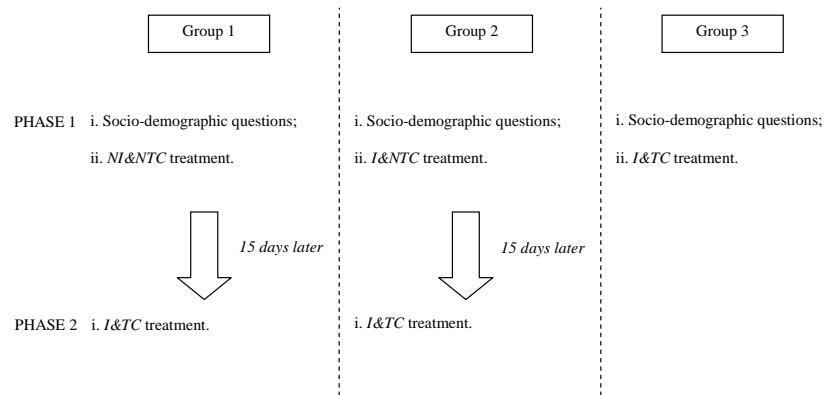 Group 1
Group 2
Group 3
PHASE 1 i. Socio-demographic questions;
ii. NI&NTC treatment.
i. Socio-demographic questions;
ii. I&NTC treatment.
i. Socio-demographic questions;
ii. I&TC treatment.
15 days later
15 days later
PHASE 2 i. I&TC treatment.
i. I&TC treatment.